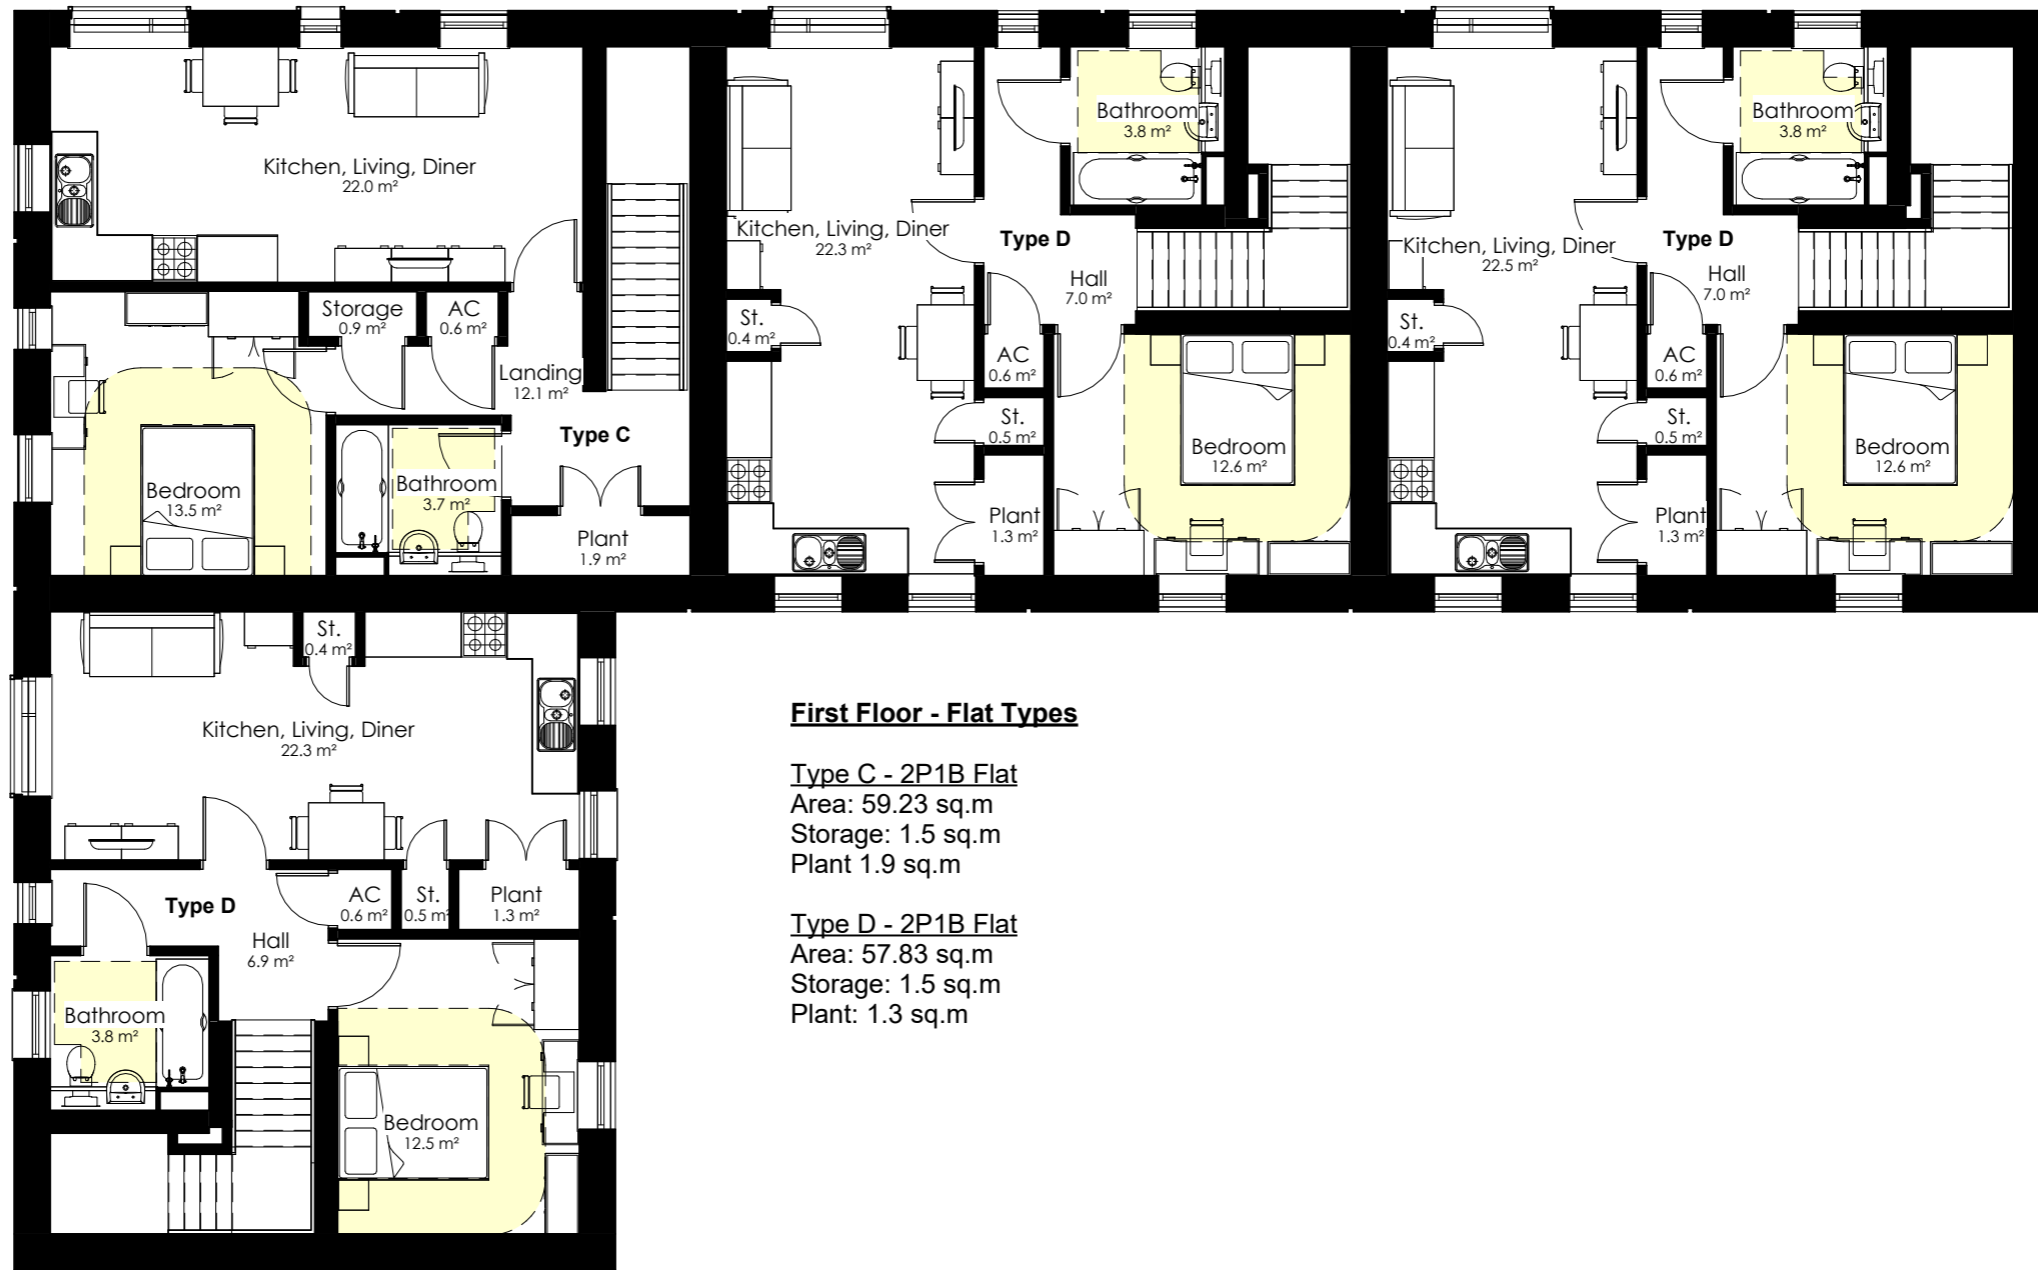 Kitchen, Living, Diner
22.0 m²
Storage
0.9 m²
AC
0.6 m²
Landing
12.1 m²
Type C
Bedroom
13.5 m²
Bathroom
3.7 m²
Plant
1.9 m²
Kitchen, Living, Diner
22.3 m²
Bathroom
3.8 m²
Type D
Hall
7.0 m²
St.
0.4 m²
AC
0.6 m²
St.
0.5 m²
Bedroom
12.6 m²
Plant
1.3 m²
Kitchen, Living, Diner
22.5 m²
Bathroom
3.8 m²
Type D
Hall
7.0 m²
St.
0.4 m²
AC
0.6 m²
St.
0.5 m²
Bedroom
12.6 m²
Plant
1.3 m²
St.
0.4 m²
Kitchen, Living, Diner
22.3 m²
Type D
AC
0.6 m²
St.
0.5 m²
Plant
1.3 m²
Hall
6.9 m²
Bathroom
3.8 m²
Bedroom
12.5 m²
First Floor - Flat Types
Type C - 2P1B Flat
Area: 59.23 sq.m
Storage: 1.5 sq.m
Plant 1.9 sq.m
Type D - 2P1B Flat
Area: 57.83 sq.m
Storage: 1.5 sq.m
Plant: 1.3 sq.m